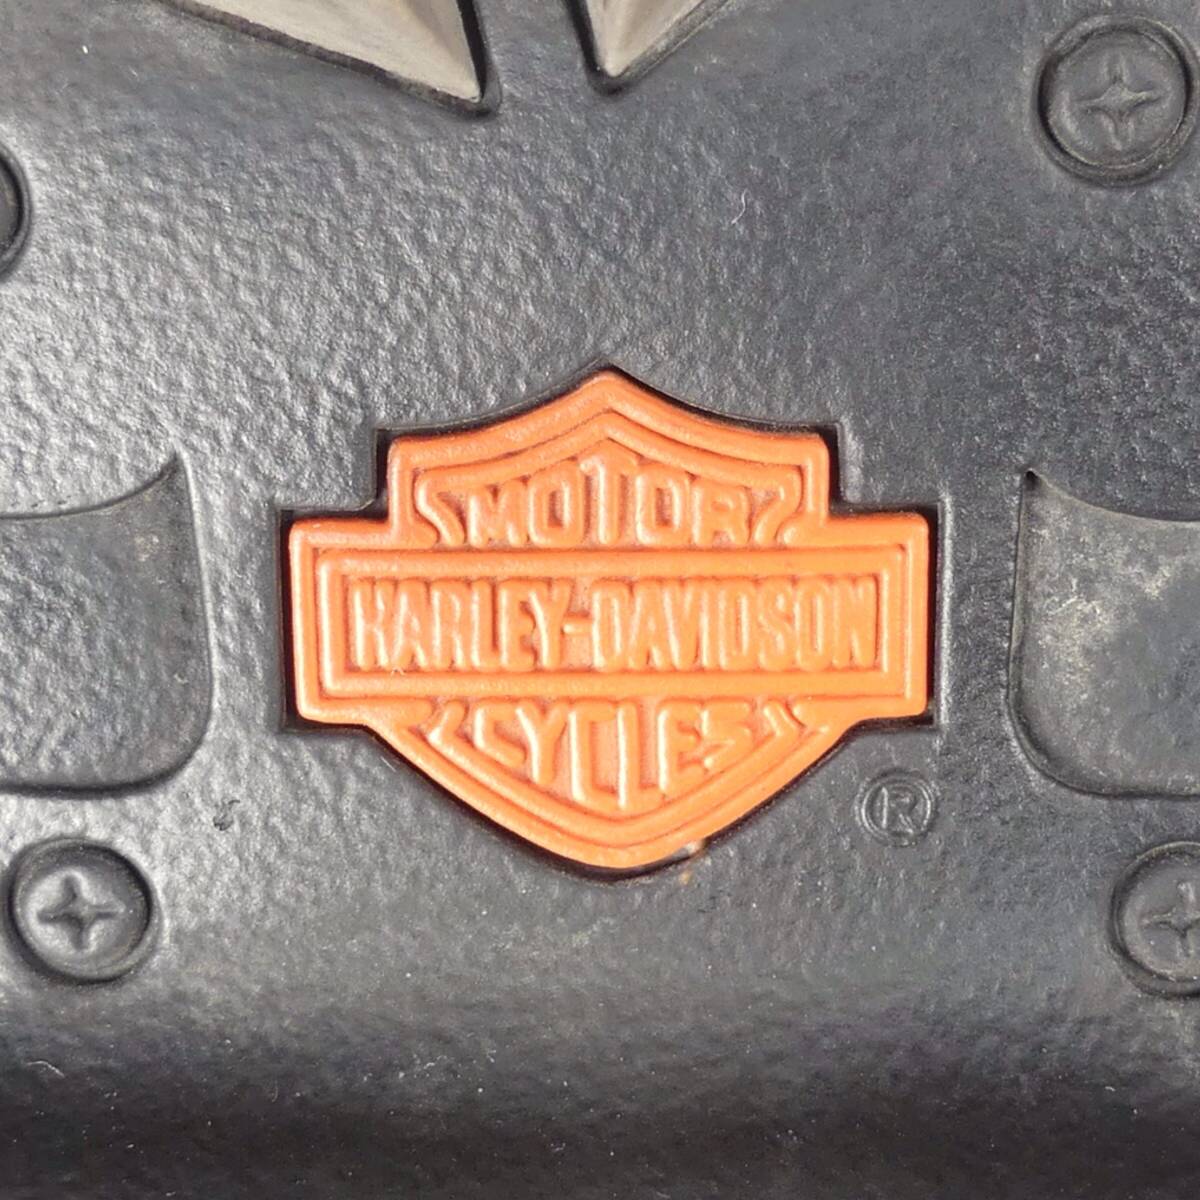 MOTOR
HARLEY-DAVIDSON
CYCLES
®